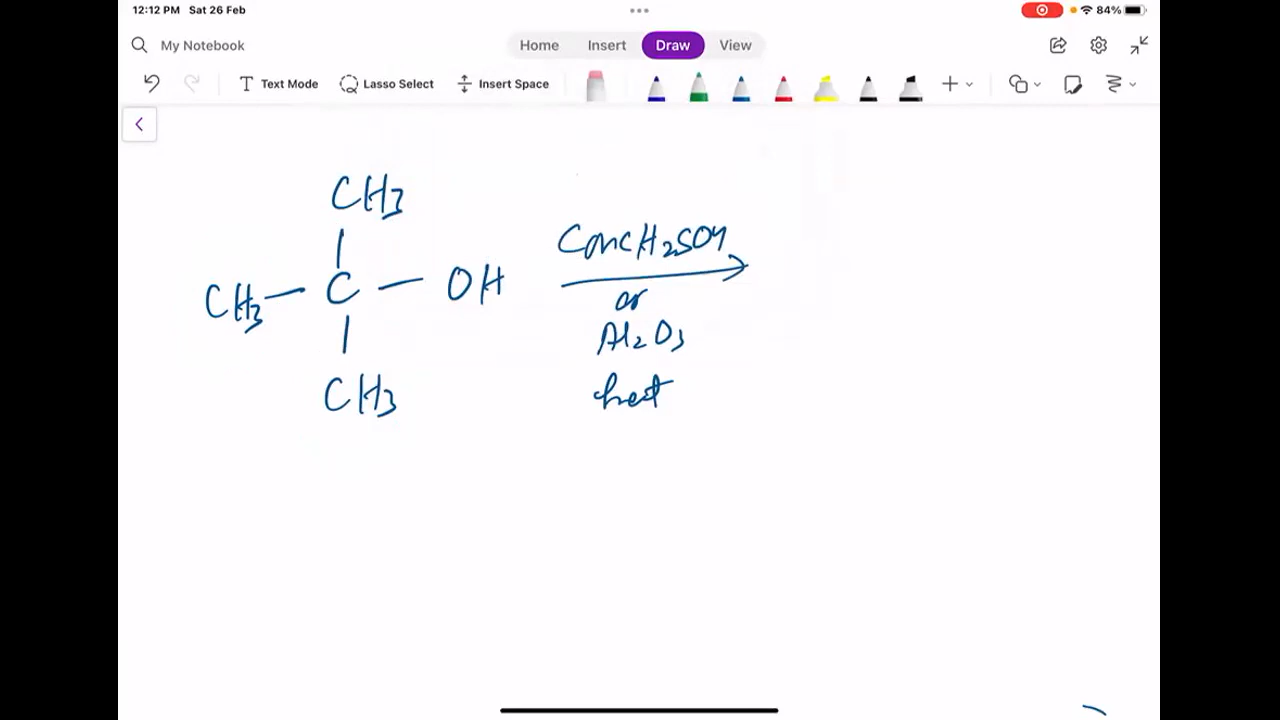 12:12 PM Sat 26 Feb
84%
My Notebook
Home Insert Draw View
Text Mode Lasso Select Insert Space
CH3
CH3 — C — OH
CH3
Conc H2SO4
or
Al2O3
heat